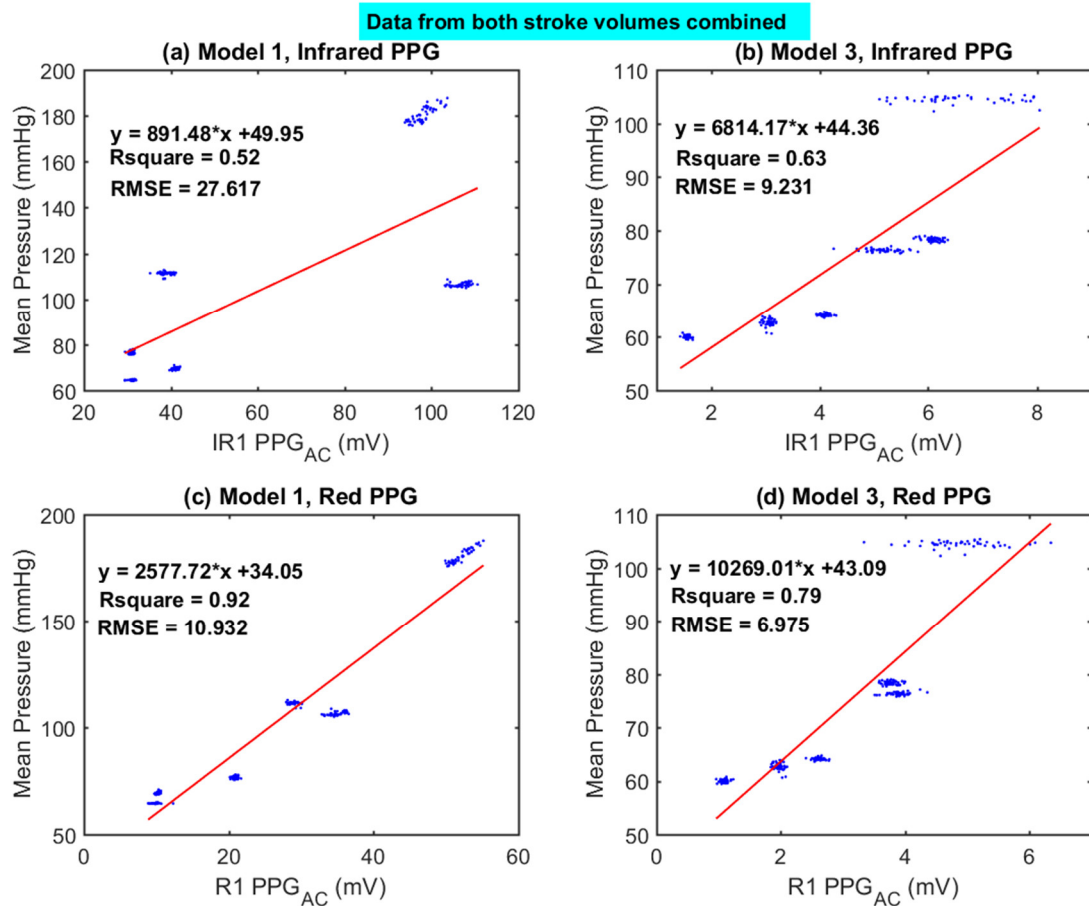 Data from both stroke volumes combined
(a) Model 1, Infrared PPG
200
180
160
140
120
100
80
60
20
40
60
80
100
120
Mean Pressure (mmHg)
IR1 PPG_AC (mV)
y = 891.48*x +49.95
Rsquare = 0.52
RMSE = 27.617
(b) Model 3, Infrared PPG
110
100
90
80
70
60
50
2
4
6
8
Mean Pressure (mmHg)
IR1 PPG_AC (mV)
y = 6814.17*x +44.36
Rsquare = 0.63
RMSE = 9.231
(c) Model 1, Red PPG
200
150
100
50
0
20
40
60
Mean Pressure (mmHg)
R1 PPG_AC (mV)
y = 2577.72*x +34.05
Rsquare = 0.92
RMSE = 10.932
(d) Model 3, Red PPG
110
100
90
80
70
60
50
0
2
4
6
Mean Pressure (mmHg)
R1 PPG_AC (mV)
y = 10269.01*x +43.09
Rsquare = 0.79
RMSE = 6.975